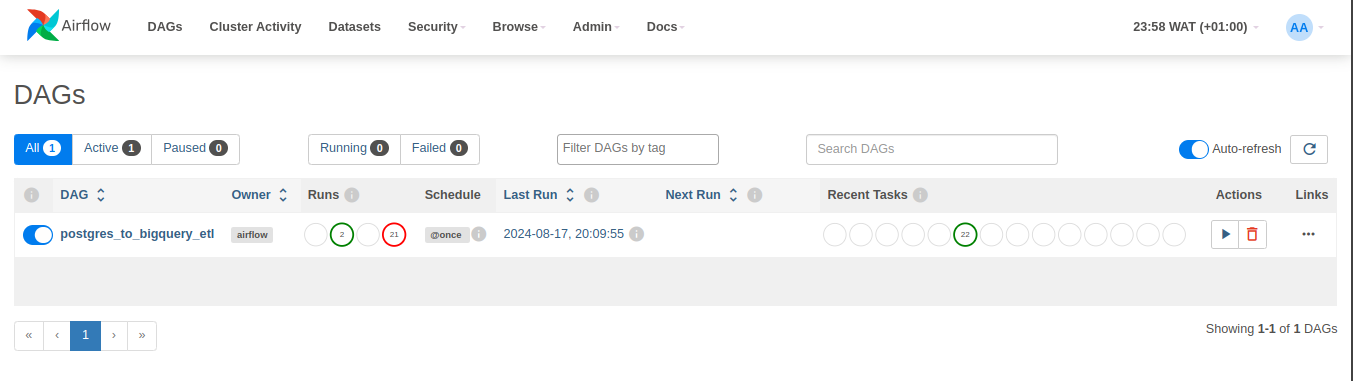 Airflow DAGs Cluster Activity Datasets Security Browse Admin Docs 23:58 WAT (+01:00) AA
DAGs
All 1 Active 1 Paused 0 Running 0 Failed 0 Filter DAGs by tag Search DAGs Auto-refresh
i DAG Owner Runs i Schedule Last Run i Next Run i Recent Tasks i Actions Links
postgres_to_bigquery_etl airflow 2 21 @once i 2024-08-17, 20:09:55 i 22 •••
« ‹ 1 › » Showing 1-1 of 1 DAGs